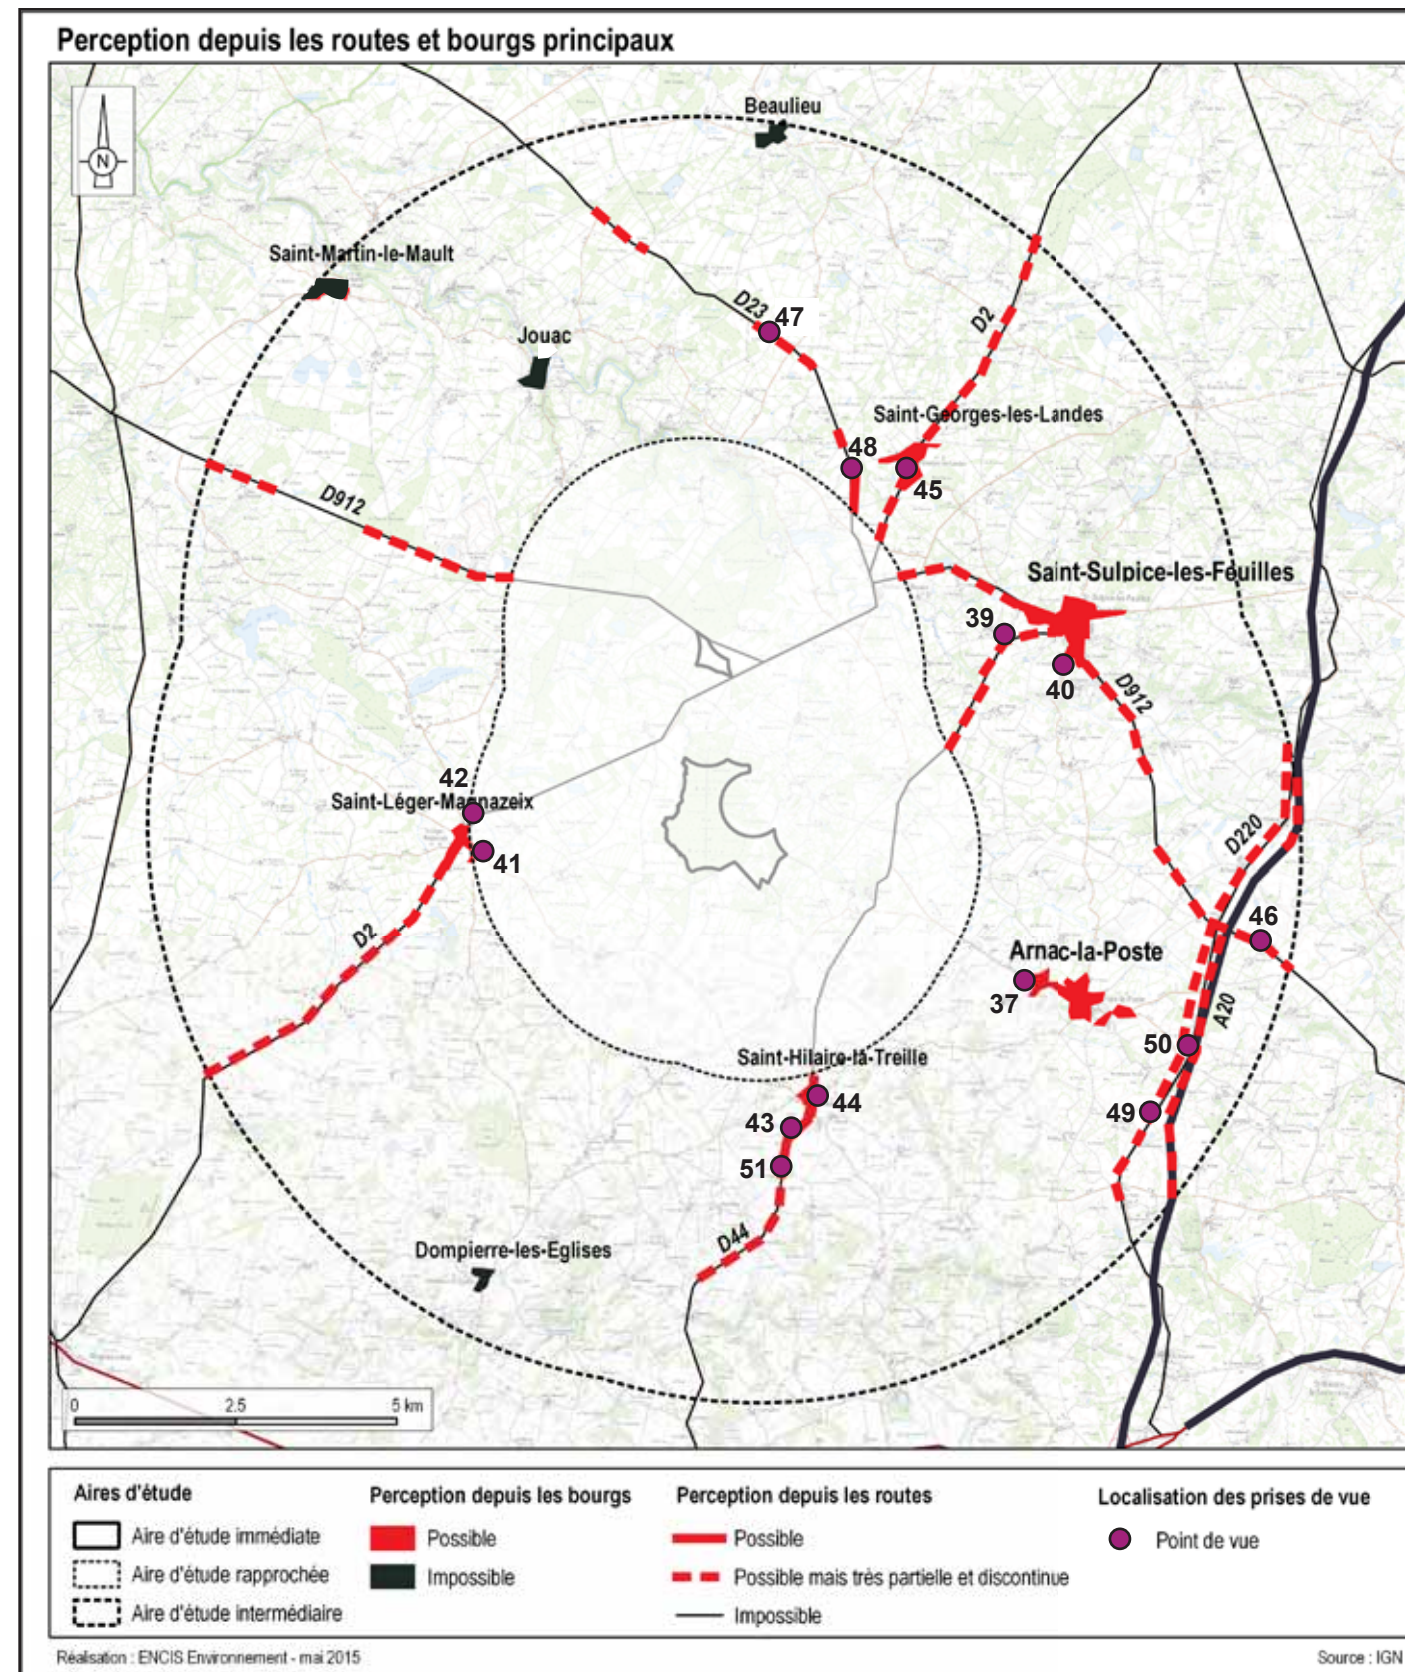 Perception depuis les routes et bourgs principaux
N
Beaulieu
Saint-Martin-le-Mault
Jouac
D23
47
D2
Saint-Georges-les-Landes
48
45
D912
Saint-Sulpice-les-Feuilles
39
40
D912
42
Saint-Léger-Magnazeix
41
D220
D2
46
Arnac-la-Poste
37
A20
50
Saint-Hilaire-la-Treille
44
49
43
51
D44
Dompierre-les-Eglises
0 2.5 5 km
Aires d'étude
Aire d'étude immédiate
Aire d'étude rapprochée
Aire d'étude intermédiaire
Perception depuis les bourgs
Possible
Impossible
Perception depuis les routes
Possible
Possible mais très partielle et discontinue
Impossible
Localisation des prises de vue
Point de vue
Réalisation : ENCIS Environnement - mai 2015
Source : IGN